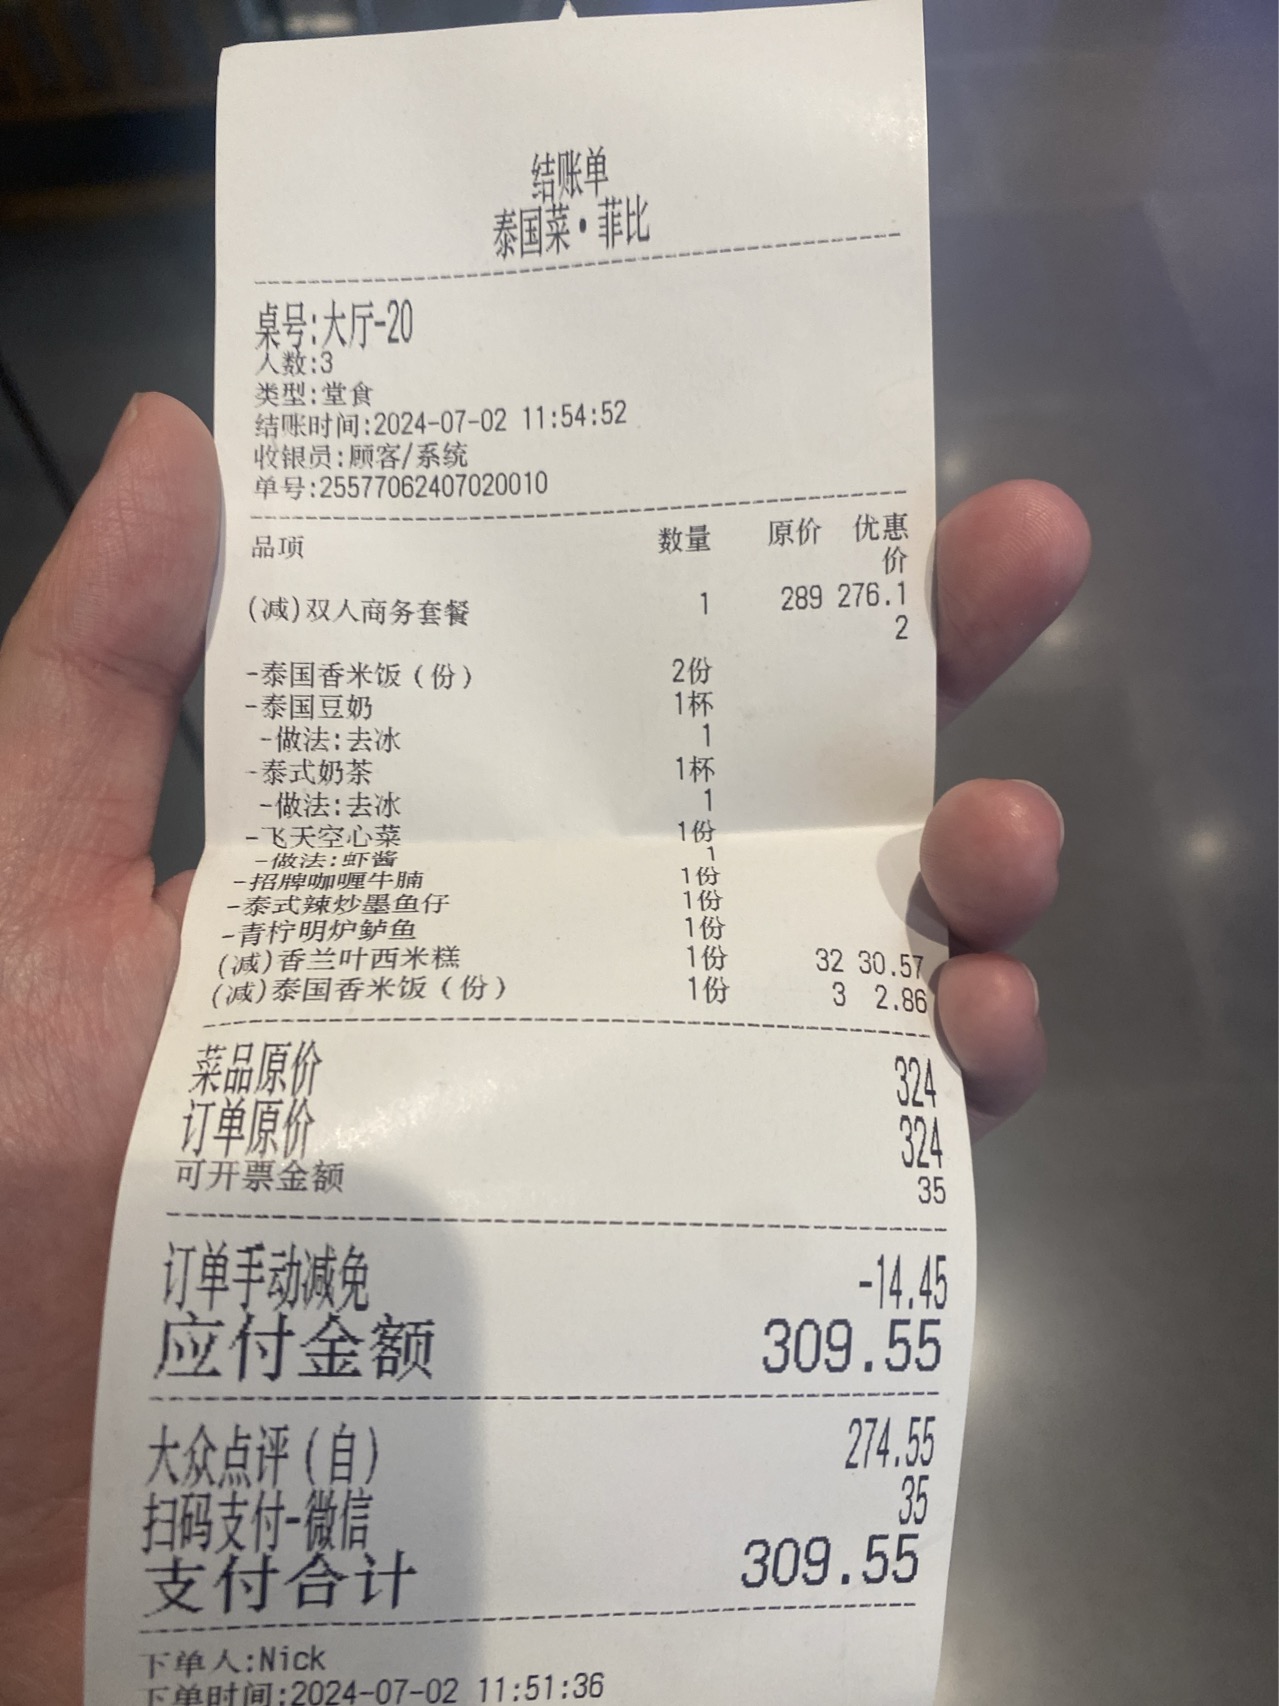 结账单
泰国菜·菲比
桌号:大厅-20
人数:3
类型:堂食
结账时间:2024-07-02 11:54:52
收银员:顾客/系统
单号:25577062407020010
品项 数量 原价 优惠价
(减)双人商务套餐 1 289 276.12
-泰国香米饭(份) 2份
-泰国豆奶 1杯
-做法:去冰 1
-泰式奶茶 1杯
-做法:去冰 1
-飞天空心菜 1份
-做法:虾酱 1
-招牌咖喱牛腩 1份
-泰式辣炒墨鱼仔 1份
-青柠明炉鲈鱼 1份
(减)香兰叶西米糕 1份 32 30.57
(减)泰国香米饭(份) 1份 3 2.86
菜品原价 324
订单原价 324
可开票金额 35
订单手动减免 -14.45
应付金额 309.55
大众点评(自) 274.55
扫码支付-微信 35
支付合计 309.55
下单人:Nick
下单时间:2024-07-02 11:51:36